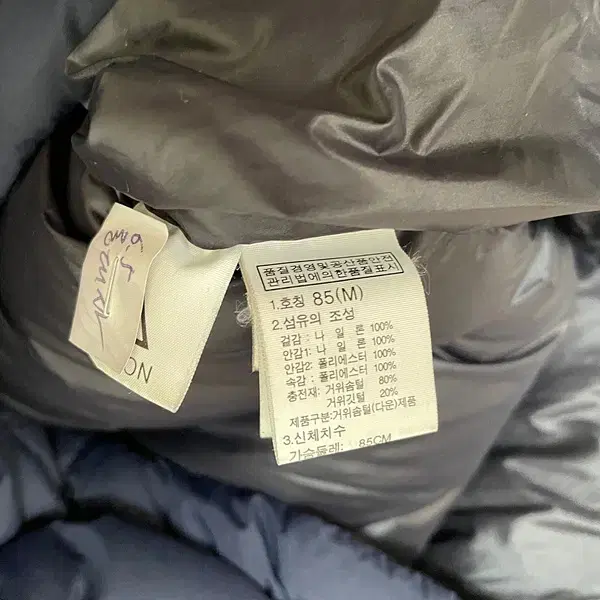 품질경영및공산품안전
관리법에의한품질표시
1.호칭 85(M)
2.섬유의 조성
겉감 : 나 일 론 100%
안감1: 나 일 론 100%
안감2: 폴리에스터 100%
속감 : 폴리에스터 100%
충전재: 거위솜털 80%
거위깃털 20%
제품구분:거위솜털(다운)제품
3.신체치수
가슴둘레: 85CM